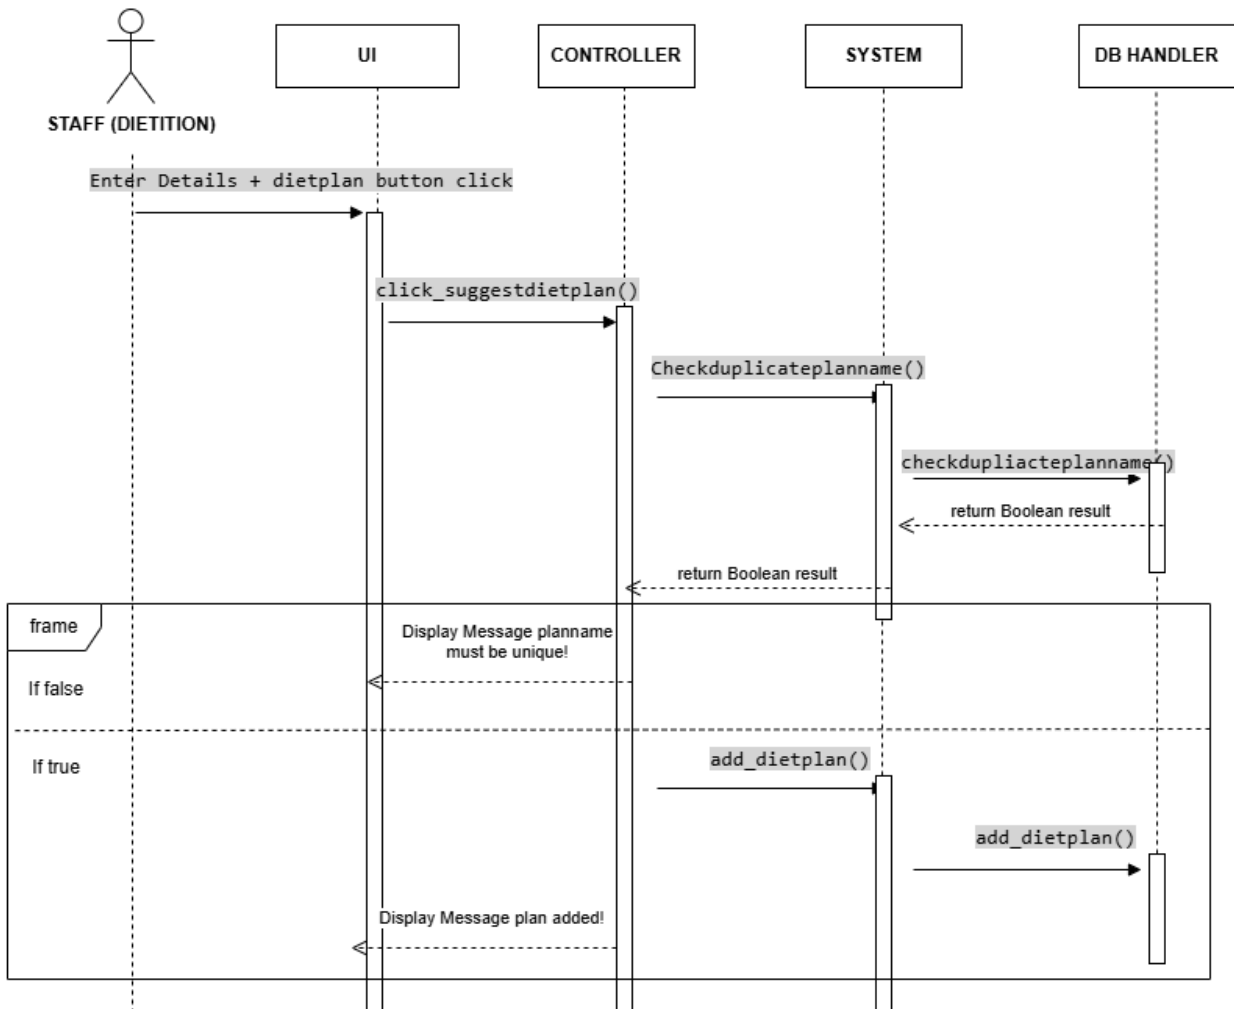 STAFF (DIETITION)
UI
CONTROLLER
SYSTEM
DB HANDLER
Enter Details + dietplan button click
click_suggestdietplan()
Checkduplicateplanname()
checkdupliacteplanname()
return Boolean result
return Boolean result
frame
Display Message planname
must be unique!
If false
If true
add_dietplan()
add_dietplan()
Display Message plan added!